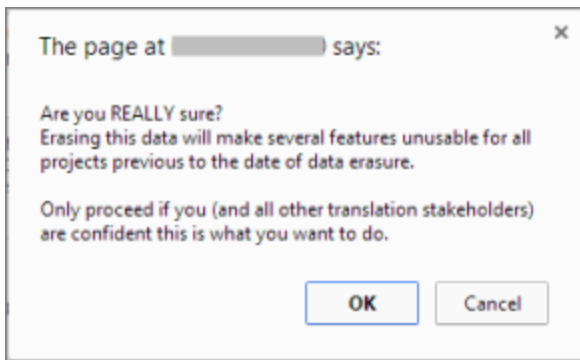 The page at says:
Are you REALLY sure?
Erasing this data will make several features unusable for all
projects previous to the date of data erasure.
Only proceed if you (and all other translation stakeholders)
are confident this is what you want to do.
OK Cancel